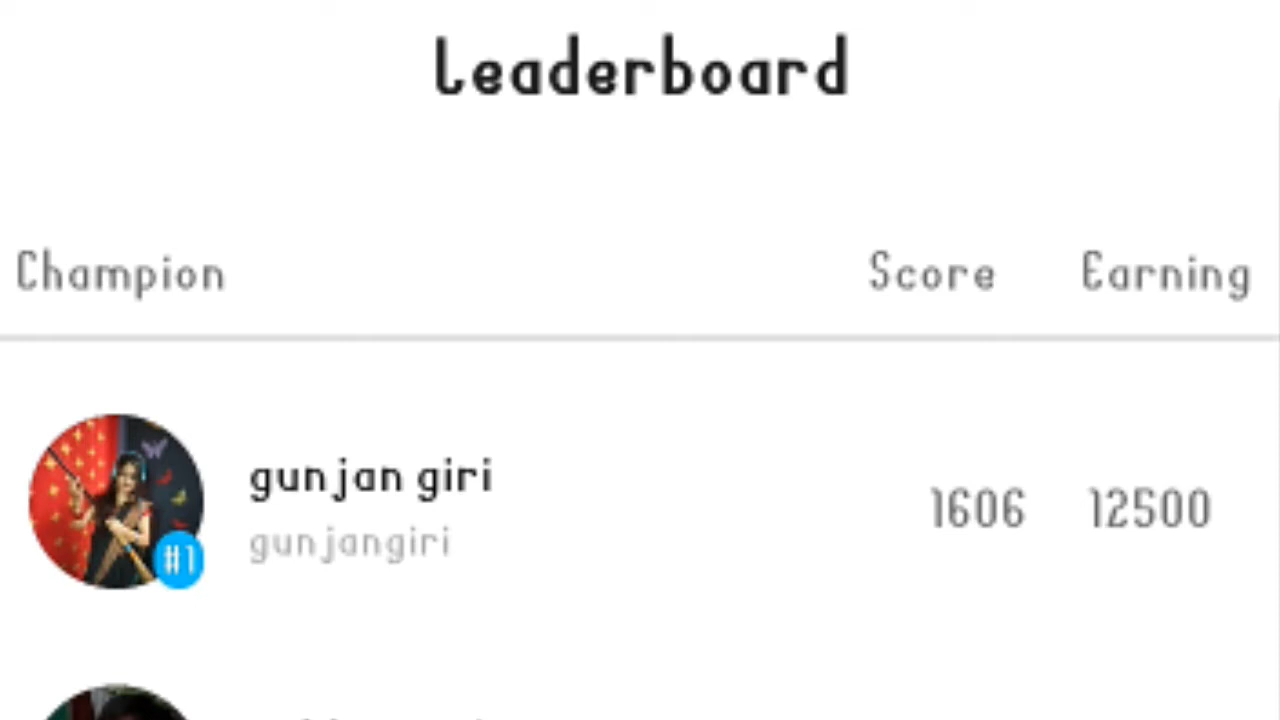 Leaderboard
Champion Score Earning
gunjan giri
gunjangiri
1606 12500
#1